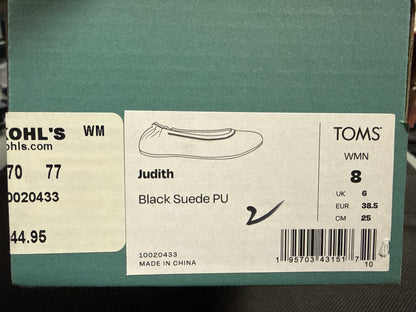 KOHL'S WM
ohls.com
70 77
0020433
44.95
Judith
Black Suede PU
2
10020433
MADE IN CHINA
TOMS®
WMN
8
UK 6
EUR 38.5
CM 25
1 95703 43151 7
10